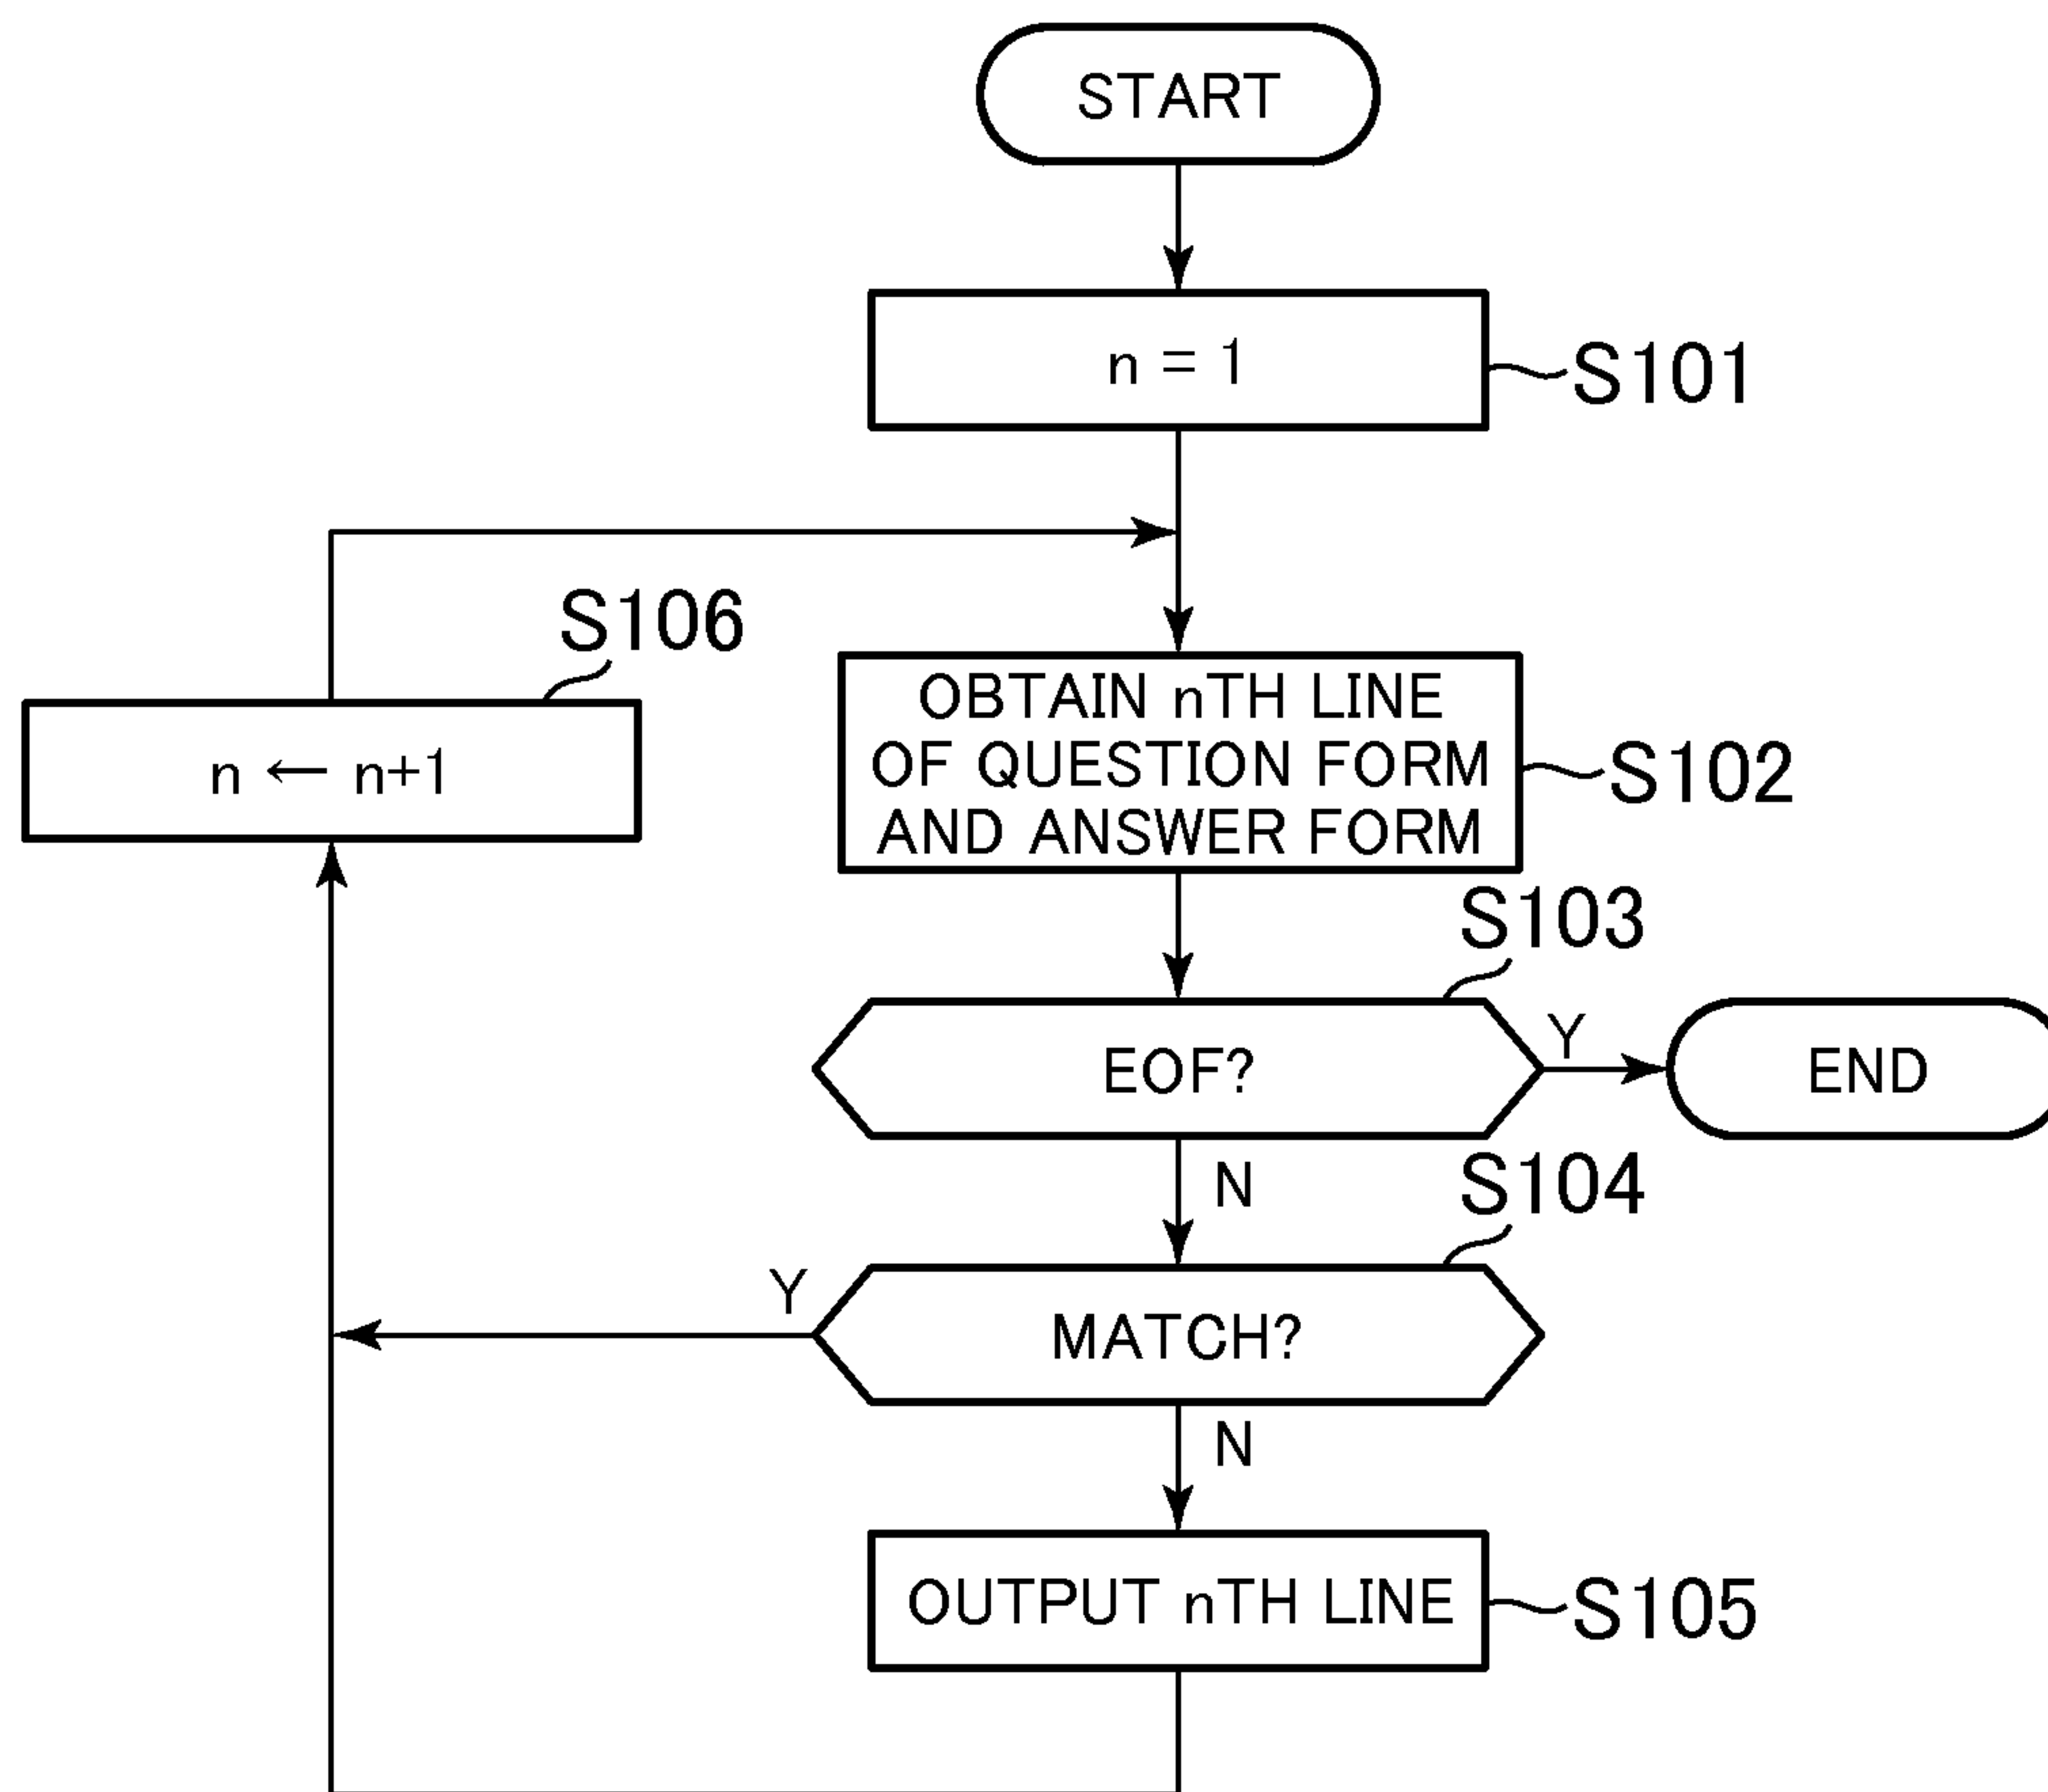 START
n = 1
S101
S106
n ← n+1
OBTAIN nTH LINE
OF QUESTION FORM
AND ANSWER FORM
S102
S103
EOF?
Y
END
N
S104
Y
MATCH?
N
OUTPUT nTH LINE
S105